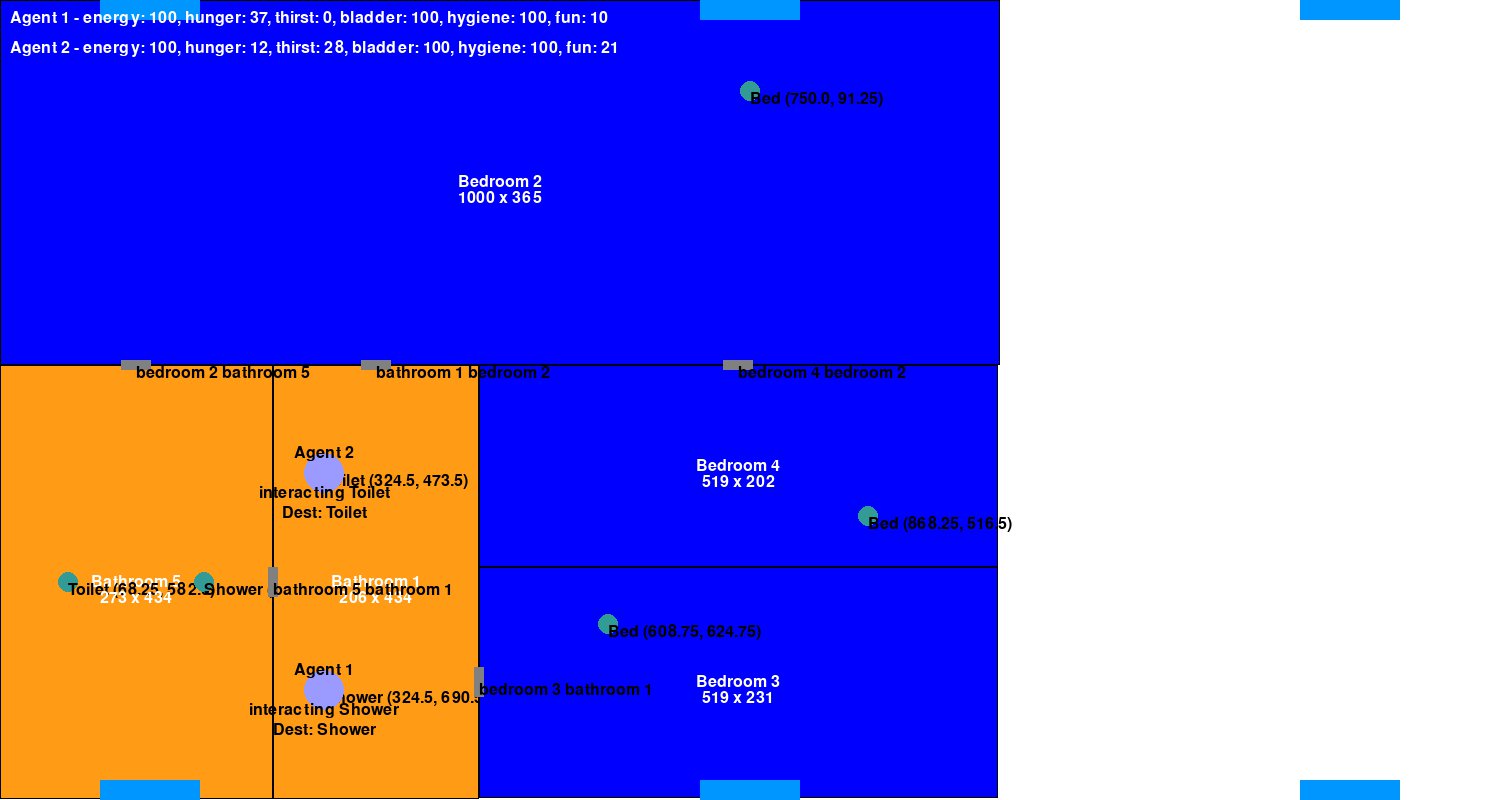 Agent 1 - energy: 100, hunger: 37, thirst: 0, bladder: 100, hygiene: 100, fun: 10
Agent 2 - energy: 100, hunger: 12, thirst: 28, bladder: 100, hygiene: 100, fun: 21
Bed (750.0, 91.25)
Bedroom 2
1000 x 365
bedroom 2 bathroom 5
bathroom 1 bedroom 2
bedroom 4 bedroom 2
Agent 2
ilet (324.5, 473.5)
interacting Toilet
Dest: Toilet
Bedroom 4
519 x 202
Bed (868.25, 516.5)
Bathroom 5
273 x 434
Toilet (68.25, 582.5)
Shower
bathroom 5 bathroom 1
Bathroom 1
206 x 434
Bed (608.75, 624.75)
Agent 1
ower (324.5, 690.5
interacting Shower
Dest: Shower
bedroom 3 bathroom 1
Bedroom 3
519 x 231